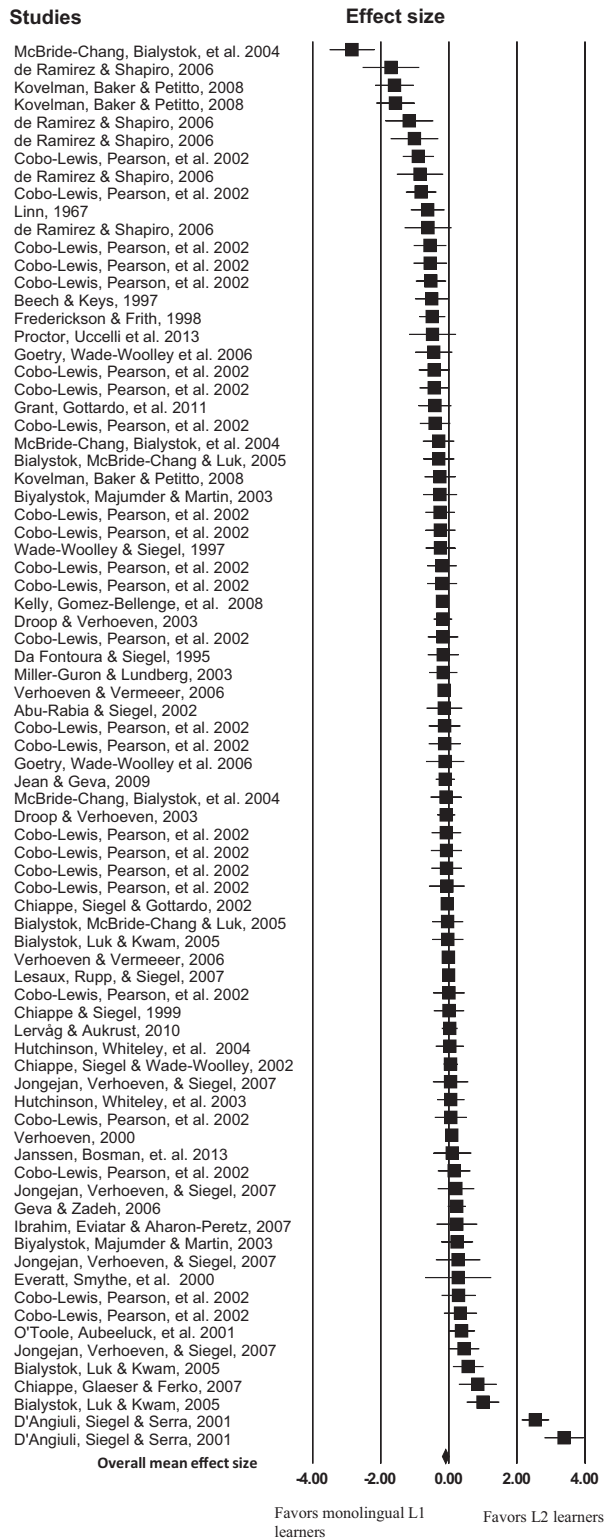 Studies Effect size
McBride-Chang, Bialystok, et al. 2004
de Ramirez & Shapiro, 2006
Kovelman, Baker & Petitto, 2008
Kovelman, Baker & Petitto, 2008
de Ramirez & Shapiro, 2006
de Ramirez & Shapiro, 2006
Cobo-Lewis, Pearson, et al. 2002
de Ramirez & Shapiro, 2006
Cobo-Lewis, Pearson, et al. 2002
Linn, 1967
de Ramirez & Shapiro, 2006
Cobo-Lewis, Pearson, et al. 2002
Cobo-Lewis, Pearson, et al. 2002
Cobo-Lewis, Pearson, et al. 2002
Beech & Keys, 1997
Frederickson & Frith, 1998
Proctor, Uccelli et al. 2013
Goetry, Wade-Woolley et al. 2006
Cobo-Lewis, Pearson, et al. 2002
Cobo-Lewis, Pearson, et al. 2002
Grant, Gottardo, et al. 2011
Cobo-Lewis, Pearson, et al. 2002
McBride-Chang, Bialystok, et al. 2004
Bialystok, McBride-Chang & Luk, 2005
Kovelman, Baker & Petitto, 2008
Biyalystok, Majumder & Martin, 2003
Cobo-Lewis, Pearson, et al. 2002
Cobo-Lewis, Pearson, et al. 2002
Wade-Woolley & Siegel, 1997
Cobo-Lewis, Pearson, et al. 2002
Cobo-Lewis, Pearson, et al. 2002
Kelly, Gomez-Bellenge, et al. 2008
Droop & Verhoeven, 2003
Cobo-Lewis, Pearson, et al. 2002
Da Fontoura & Siegel, 1995
Miller-Guron & Lundberg, 2003
Verhoeven & Vermeeer, 2006
Abu-Rabia & Siegel, 2002
Cobo-Lewis, Pearson, et al. 2002
Cobo-Lewis, Pearson, et al. 2002
Goetry, Wade-Woolley et al. 2006
Jean & Geva, 2009
McBride-Chang, Bialystok, et al. 2004
Droop & Verhoeven, 2003
Cobo-Lewis, Pearson, et al. 2002
Cobo-Lewis, Pearson, et al. 2002
Cobo-Lewis, Pearson, et al. 2002
Cobo-Lewis, Pearson, et al. 2002
Chiappe, Siegel & Gottardo, 2002
Bialystok, McBride-Chang & Luk, 2005
Bialystok, Luk & Kwam, 2005
Verhoeven & Vermeeer, 2006
Lesaux, Rupp, & Siegel, 2007
Cobo-Lewis, Pearson, et al. 2002
Chiappe & Siegel, 1999
Lervåg & Aukrust, 2010
Hutchinson, Whiteley, et al. 2004
Chiappe, Siegel & Wade-Woolley, 2002
Jongejan, Verhoeven, & Siegel, 2007
Hutchinson, Whiteley, et al. 2003
Cobo-Lewis, Pearson, et al. 2002
Verhoeven, 2000
Janssen, Bosman, et. al. 2013
Cobo-Lewis, Pearson, et al. 2002
Jongejan, Verhoeven, & Siegel, 2007
Geva & Zadeh, 2006
Ibrahim, Eviatar & Aharon-Peretz, 2007
Biyalystok, Majumder & Martin, 2003
Jongejan, Verhoeven, & Siegel, 2007
Everatt, Smythe, et al. 2000
Cobo-Lewis, Pearson, et al. 2002
Cobo-Lewis, Pearson, et al. 2002
O'Toole, Aubeeluck, et al. 2001
Jongejan, Verhoeven, & Siegel, 2007
Bialystok, Luk & Kwam, 2005
Chiappe, Glaeser & Ferko, 2007
Bialystok, Luk & Kwam, 2005
D'Angiuli, Siegel & Serra, 2001
D'Angiuli, Siegel & Serra, 2001
Overall mean effect size
-4.00 -2.00 0.00 2.00 4.00
Favors monolingual L1 Favors L2 learners
learners